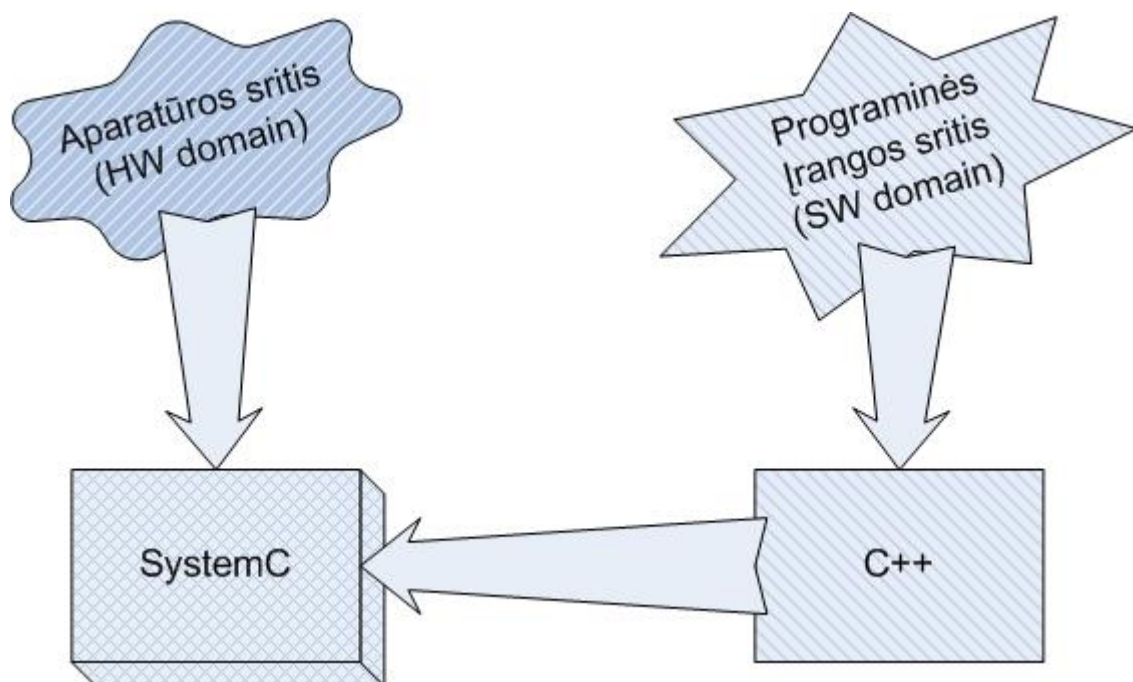 Aparatūros sritis
(HW domain)
Programinės
Įrangos sritis
(SW domain)
SystemC
C++